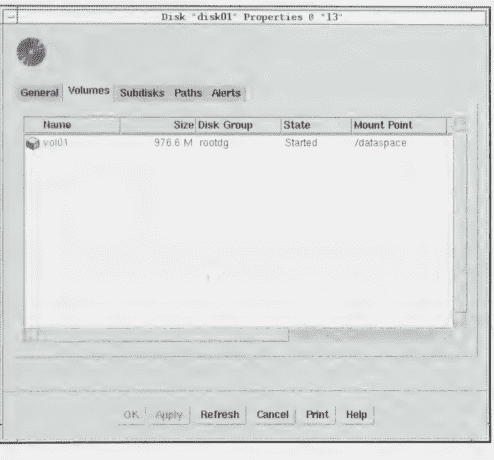 Disk "disk01" Properties @ "13"
General Volumes Subdisks Paths Alerts
Name Size Disk Group State Mount Point
vol01 976.6 M rootdg Started /dataspace
OK Apply Refresh Cancel Print Help